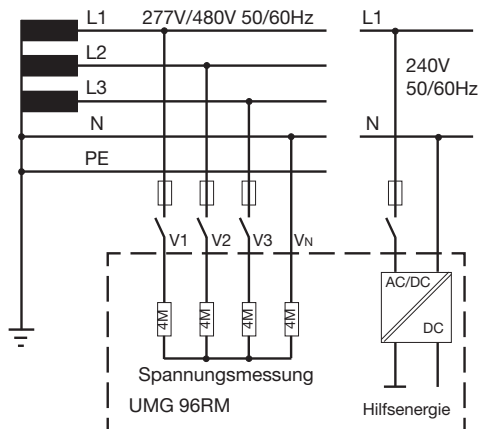 L1 277V/480V 50/60Hz
L1
L2
240V
50/60Hz
L3
N
N
PE
V1 V2 V3 VN
AC/DC
DC
4M 4M 4M 4M
Spannungsmessung
UMG 96RM
Hilfsenergie